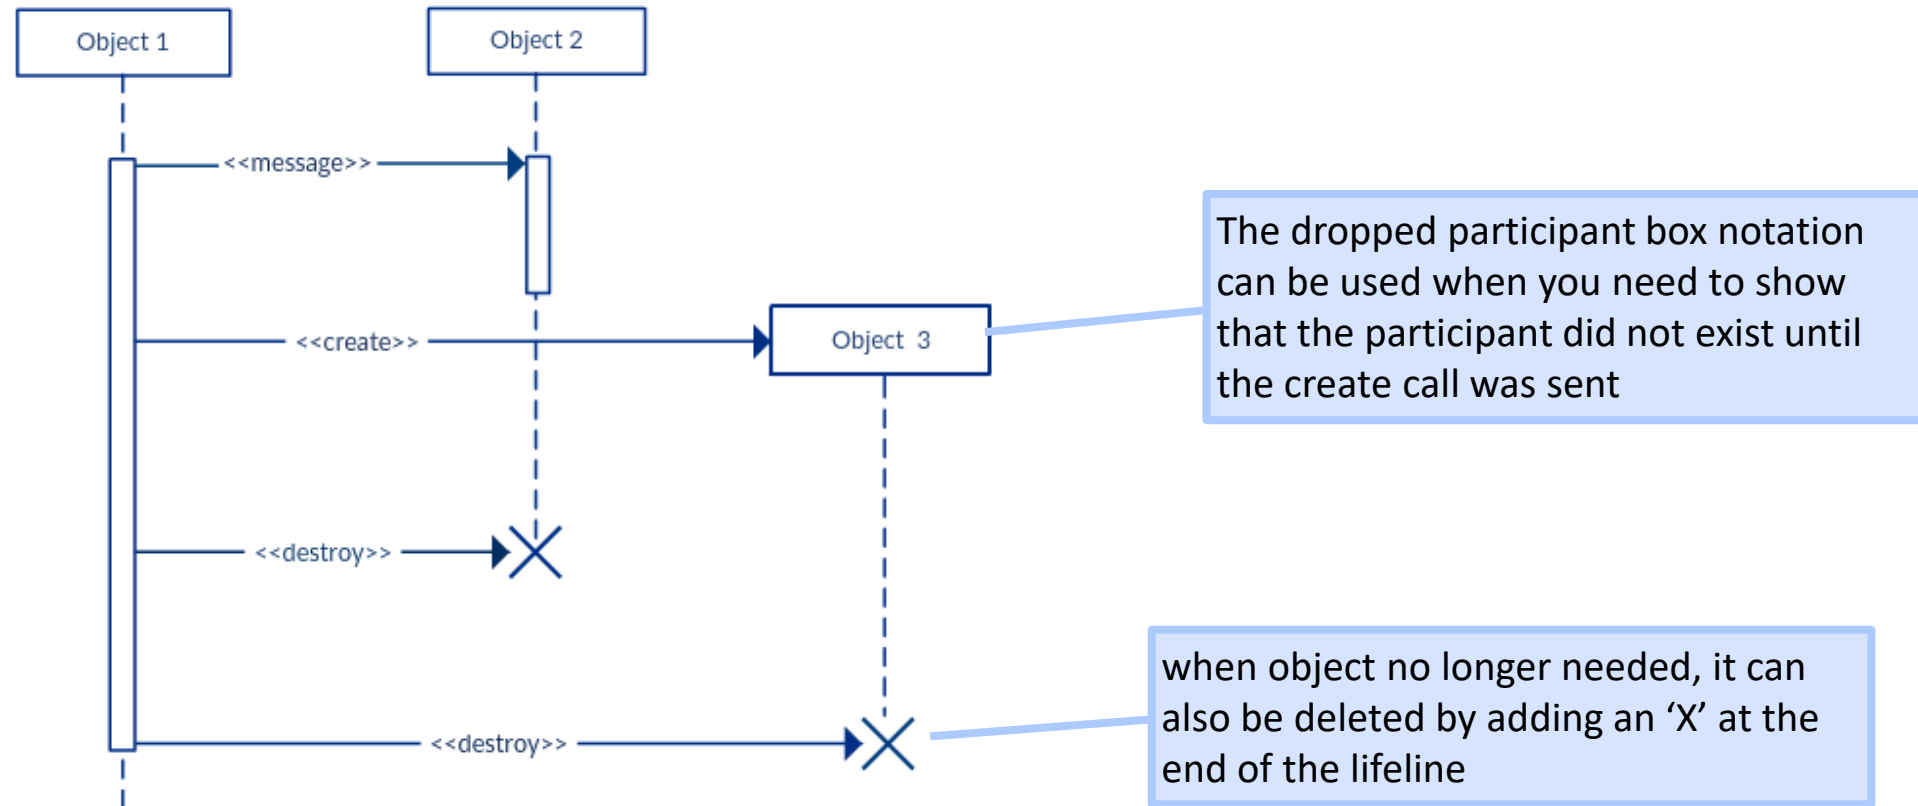 Object 1
Object 2
<<message>>
The dropped participant box notation
can be used when you need to show
that the participant did not exist until
the create call was sent
<<create>>
Object 3
<<destroy>>
when object no longer needed, it can
also be deleted by adding an ‘X’ at the
end of the lifeline
<<destroy>>